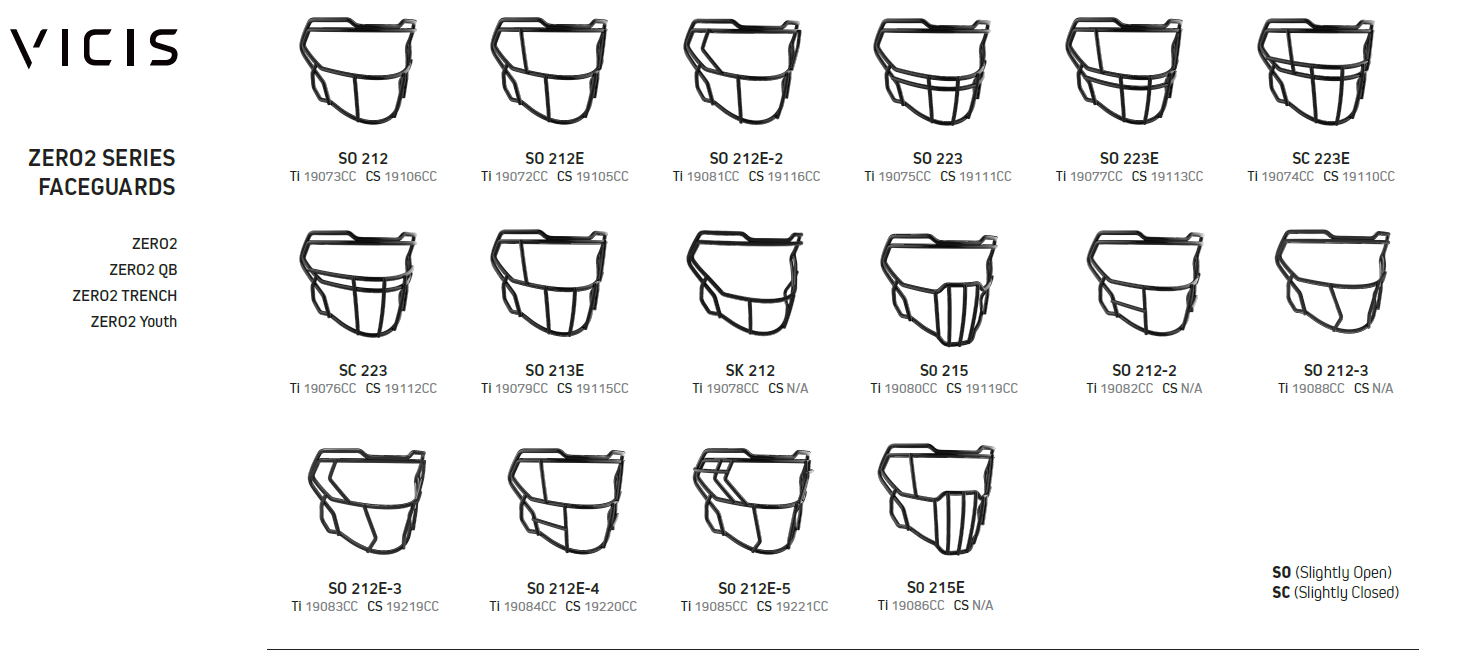 VICIS
ZERO2 SERIES
FACEGUARDS
ZERO2
ZERO2 QB
ZERO2 TRENCH
ZERO2 Youth
SO 212
Ti 19073CC CS 19106CC
SO 212E
Ti 19072CC CS 19105CC
SO 212E-2
Ti 19081CC CS 19116CC
SO 223
Ti 19075CC CS 19111CC
SO 223E
Ti 19077CC CS 19113CC
SC 223E
Ti 19074CC CS 19110CC
SC 223
Ti 19076CC CS 19112CC
SO 213E
Ti 19079CC CS 19115CC
SK 212
Ti 19078CC CS N/A
SO 215
Ti 19080CC CS 19119CC
SO 212-2
Ti 19082CC CS N/A
SO 212-3
Ti 19088CC CS N/A
SO 212E-3
Ti 19083CC CS 19219CC
SO 212E-4
Ti 19084CC CS 19220CC
SO 212E-5
Ti 19085CC CS 19221CC
SO 215E
Ti 19086CC CS N/A
SO (Slightly Open)
SC (Slightly Closed)